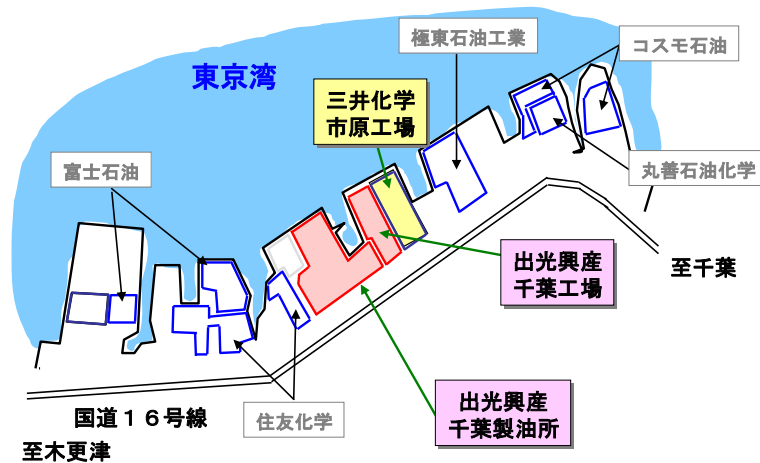 極東石油工業
コスモ石油
東京湾
三井化学
市原工場
富士石油
丸善石油化学
出光興産
千葉工場
至千葉
出光興産
千葉製油所
国道１６号線
住友化学
至木更津